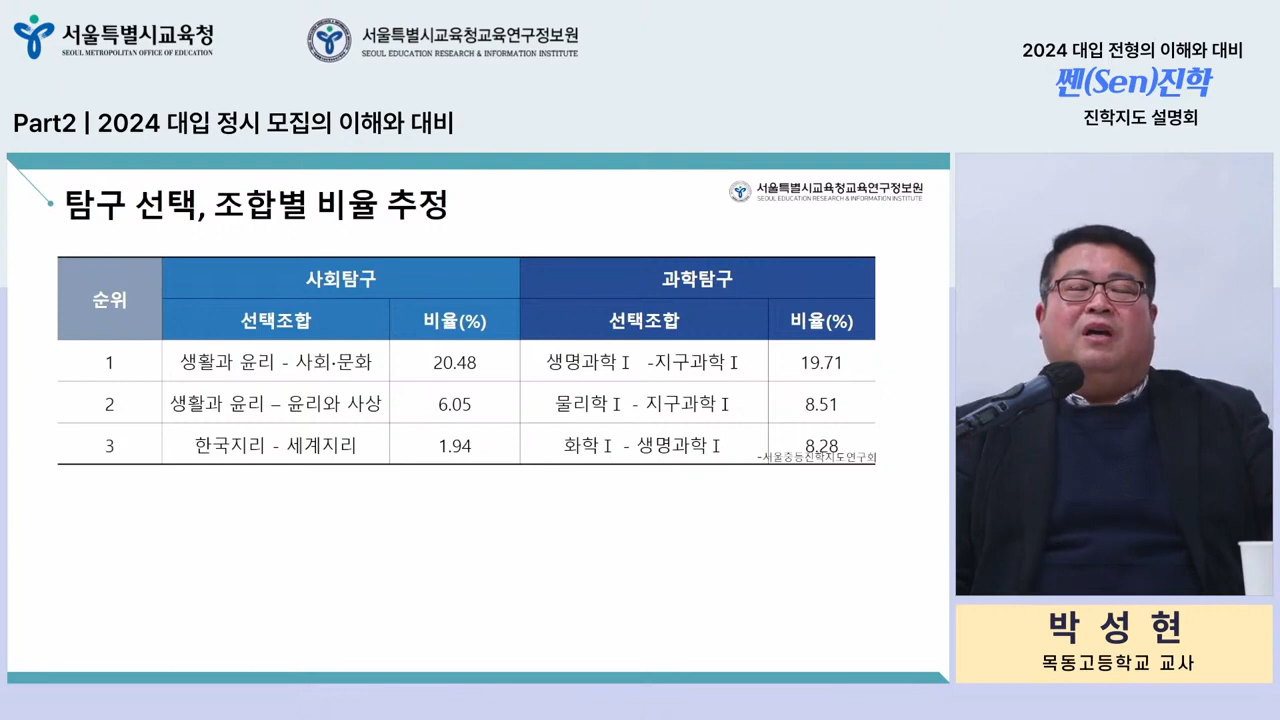 서울특별시교육청
SEOUL METROPOLITAN OFFICE OF EDUCATION
서울특별시교육청교육연구정보원
SEOUL EDUCATION RESEARCH & INFORMATION INSTITUTE
2024 대입 전형의 이해와 대비
쎈(Sen)진학
진학지도 설명회
Part2 | 2024 대입 정시 모집의 이해와 대비
탐구 선택, 조합별 비율 추정
서울특별시교육청교육연구정보원
SEOUL EDUCATION RESEARCH & INFORMATION INSTITUTE
순위 사회탐구 과학탐구
선택조합 비율(%) 선택조합 비율(%)
1 생활과 윤리 - 사회·문화 20.48 생명과학Ⅰ -지구과학Ⅰ 19.71
2 생활과 윤리 – 윤리와 사상 6.05 물리학Ⅰ - 지구과학Ⅰ 8.51
3 한국지리 - 세계지리 1.94 화학Ⅰ - 생명과학Ⅰ 8.28
-서울중등진학지도연구회
박 성 현
목동고등학교 교사